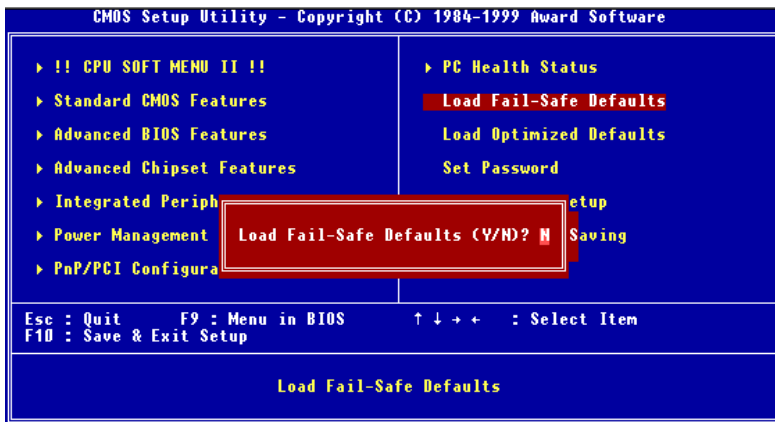 CMOS Setup Utility - Copyright (C) 1984-1999 Award Software
!! CPU SOFT MENU II !!
Standard CMOS Features
Advanced BIOS Features
Advanced Chipset Features
Integrated Periph
Power Management
PnP/PCI Configura
PC Health Status
Load Fail-Safe Defaults
Load Optimized Defaults
Set Password
etup
Saving
Load Fail-Safe Defaults (Y/N)? N
Esc : Quit F9 : Menu in BIOS ↑ ↓ → ← : Select Item
F10 : Save & Exit Setup
Load Fail-Safe Defaults